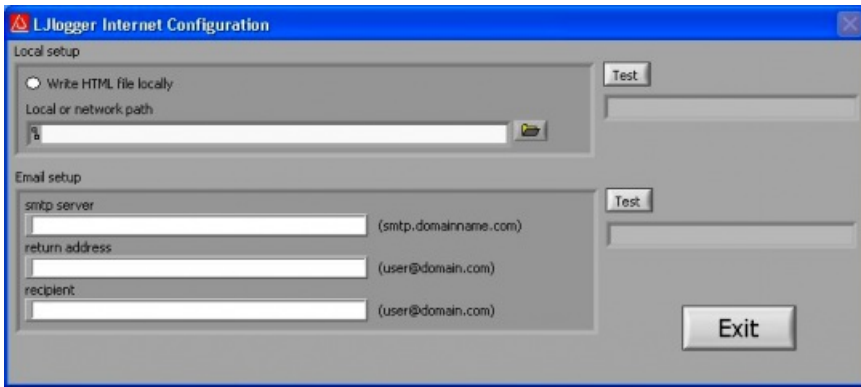 LJlogger Internet Configuration
Local setup
Write HTML file locally
Test
Local or network path
Email setup
smtp server
Test
(smtp.domainname.com)
return address
(user@domain.com)
recipient
(user@domain.com)
Exit